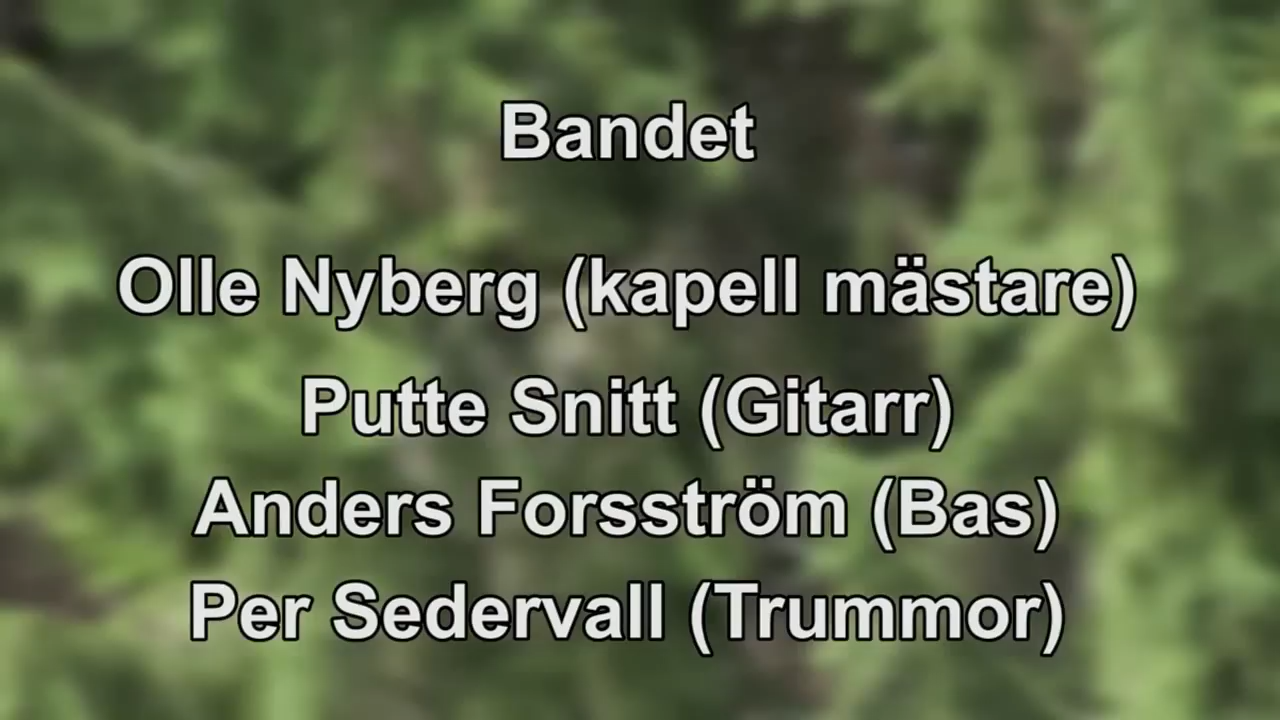 Bandet
Olle Nyberg (kapell mästare)
Putte Snitt (Gitarr)
Anders Forsström (Bas)
Per Sedervall (Trummor)